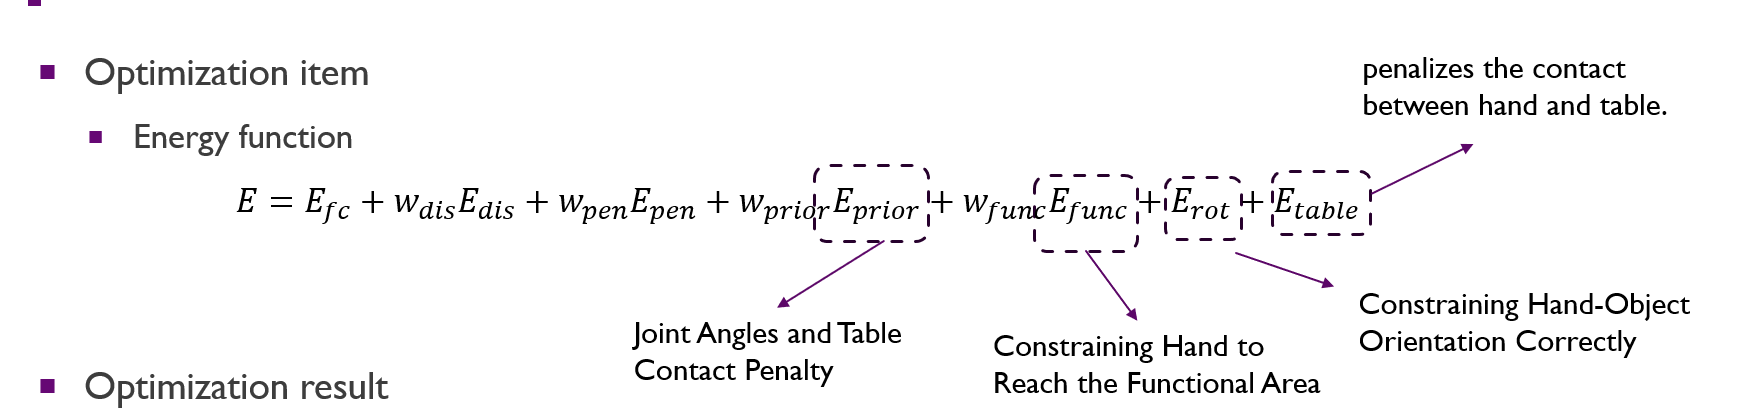 Optimization item
penalizes the contact
between hand and table.
Energy function
E = E_{fc} + w_{dis}E_{dis} + w_{pen}E_{pen} + w_{prior}E_{prior} + w_{func}E_{func} + E_{rot} + E_{table}
Joint Angles and Table
Contact Penalty
Constraining Hand to
Reach the Functional Area
Constraining Hand-Object
Orientation Correctly
Optimization result